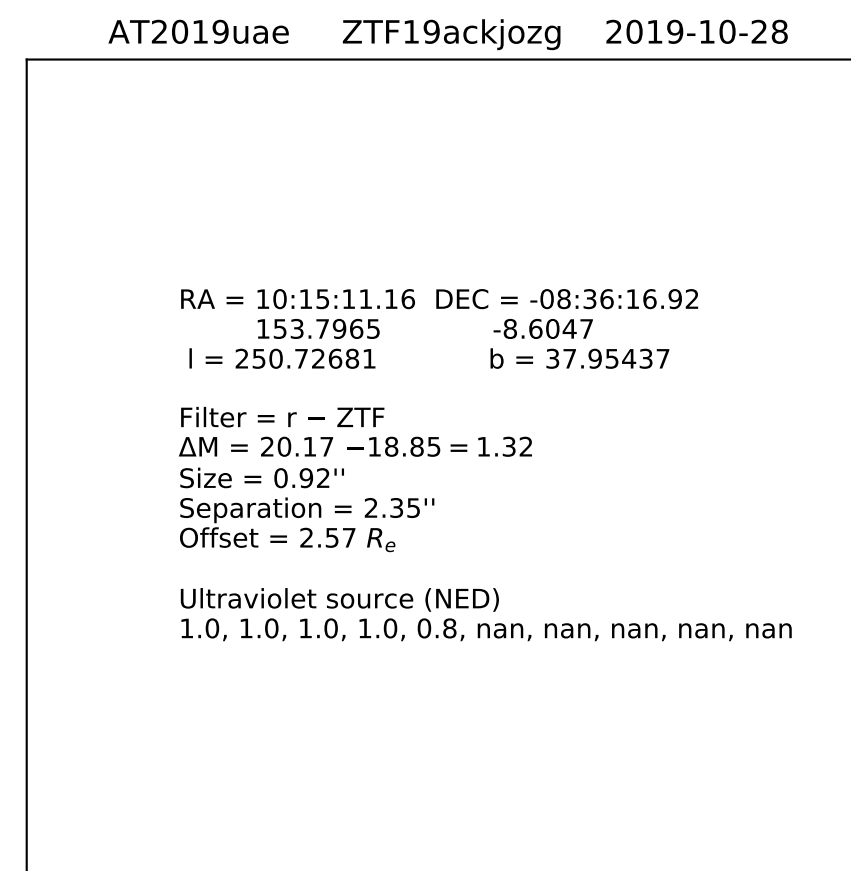 AT2019uae ZTF19ackjozg 2019-10-28
RA = 10:15:11.16 DEC = -08:36:16.92
153.7965 -8.6047
l = 250.72681 b = 37.95437
Filter = r − ZTF
ΔM = 20.17 −18.85 = 1.32
Size = 0.92''
Separation = 2.35''
Offset = 2.57 Rₑ
Ultraviolet source (NED)
1.0, 1.0, 1.0, 1.0, 0.8, nan, nan, nan, nan, nan